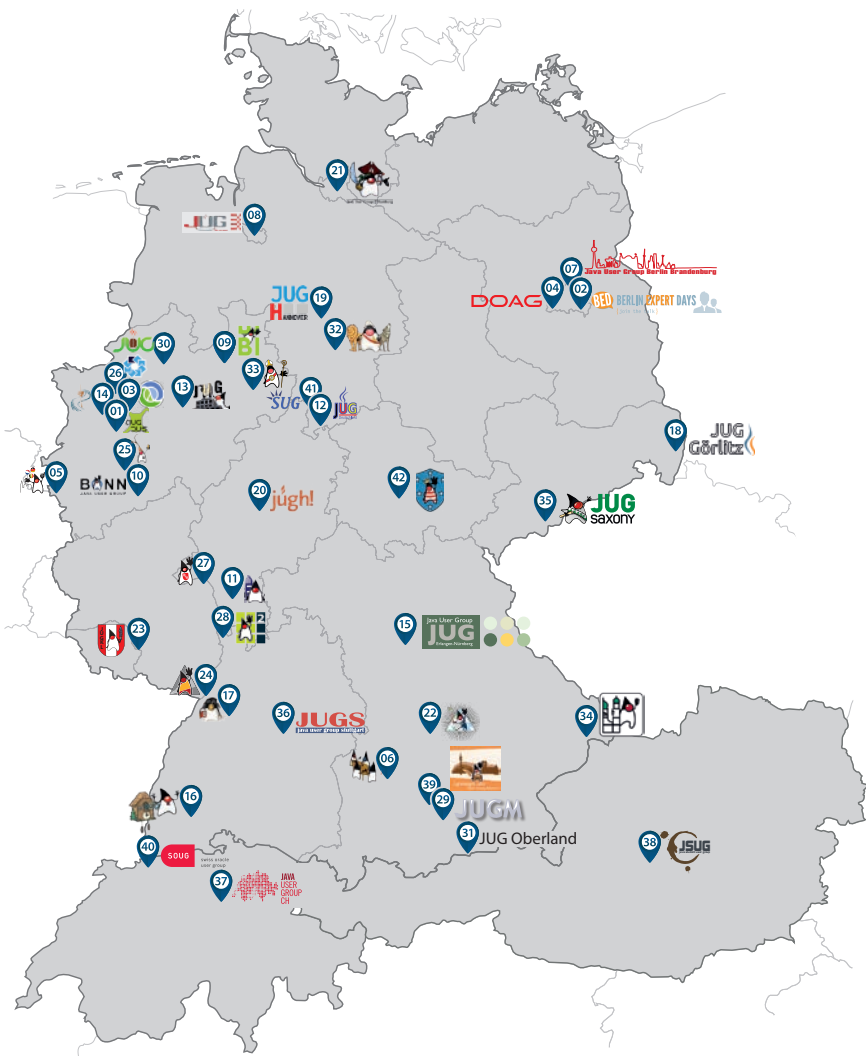 21
08
JUG
07
Java User Group Berlin Brandenburg
04
02
DOAG
BED BERLIN EXPERT DAYS
JUG
HANNOVER
19
32
30
09
BI
33
26
03
14
13
01
41
SUG
12
JUG
18
JUG
Görlitz
25
05
BONN
JAVA USER GROUP
10
20
jugh!
42
35
JUG
saxony
27
11
28
2
23
15
Java User Group
JUG
Erlangen-Nürnberg
24
17
36
JUGS
java user group stuttgart
22
34
06
39
29
JUGM
16
31
JUG Oberland
40
SOUG
swiss oracle
user group
38
JSUG
37
JAVA
USER
GROUP
CH